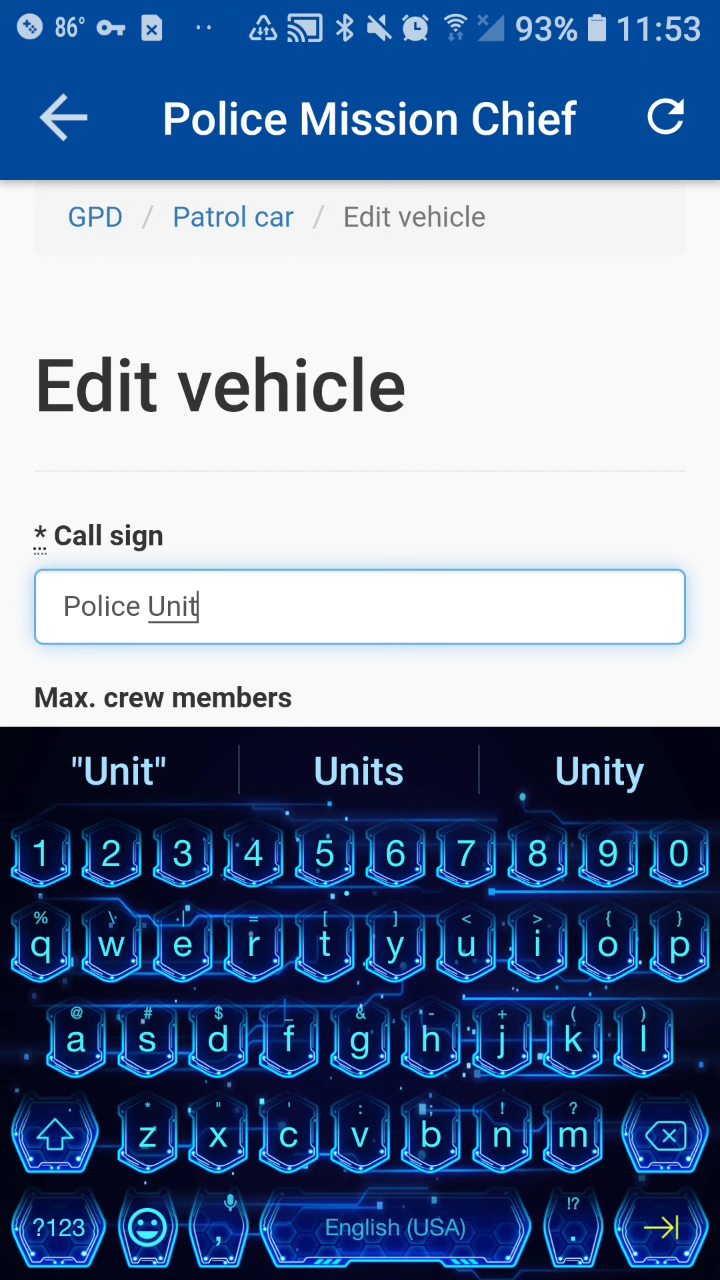 86° 93% 11:53
Police Mission Chief
GPD / Patrol car / Edit vehicle
Edit vehicle
* Call sign
Police Unit
Max. crew members
"Unit" Units Unity
1 2 3 4 5 6 7 8 9 0
% \ | = [ ] < > { }
q w e r t y u i o p
@ # $ _ & - + ( )
a s d f g h j k l
* " ' : ; ! ?
z x c v b n m
!?
?123 , English (USA) .